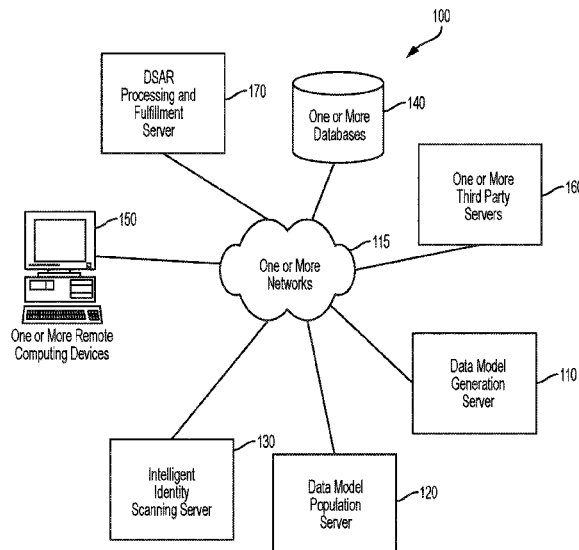 100
DSAR
Processing and
Fulfillment
Server
170
One or More
Databases
140
One or More
Third Party
Servers
160
150
One or More Remote
Computing Devices
115
One or More
Networks
Data Model
Generation
Server
110
130
Intelligent
Identity
Scanning Server
Data Model
Population
Server
120